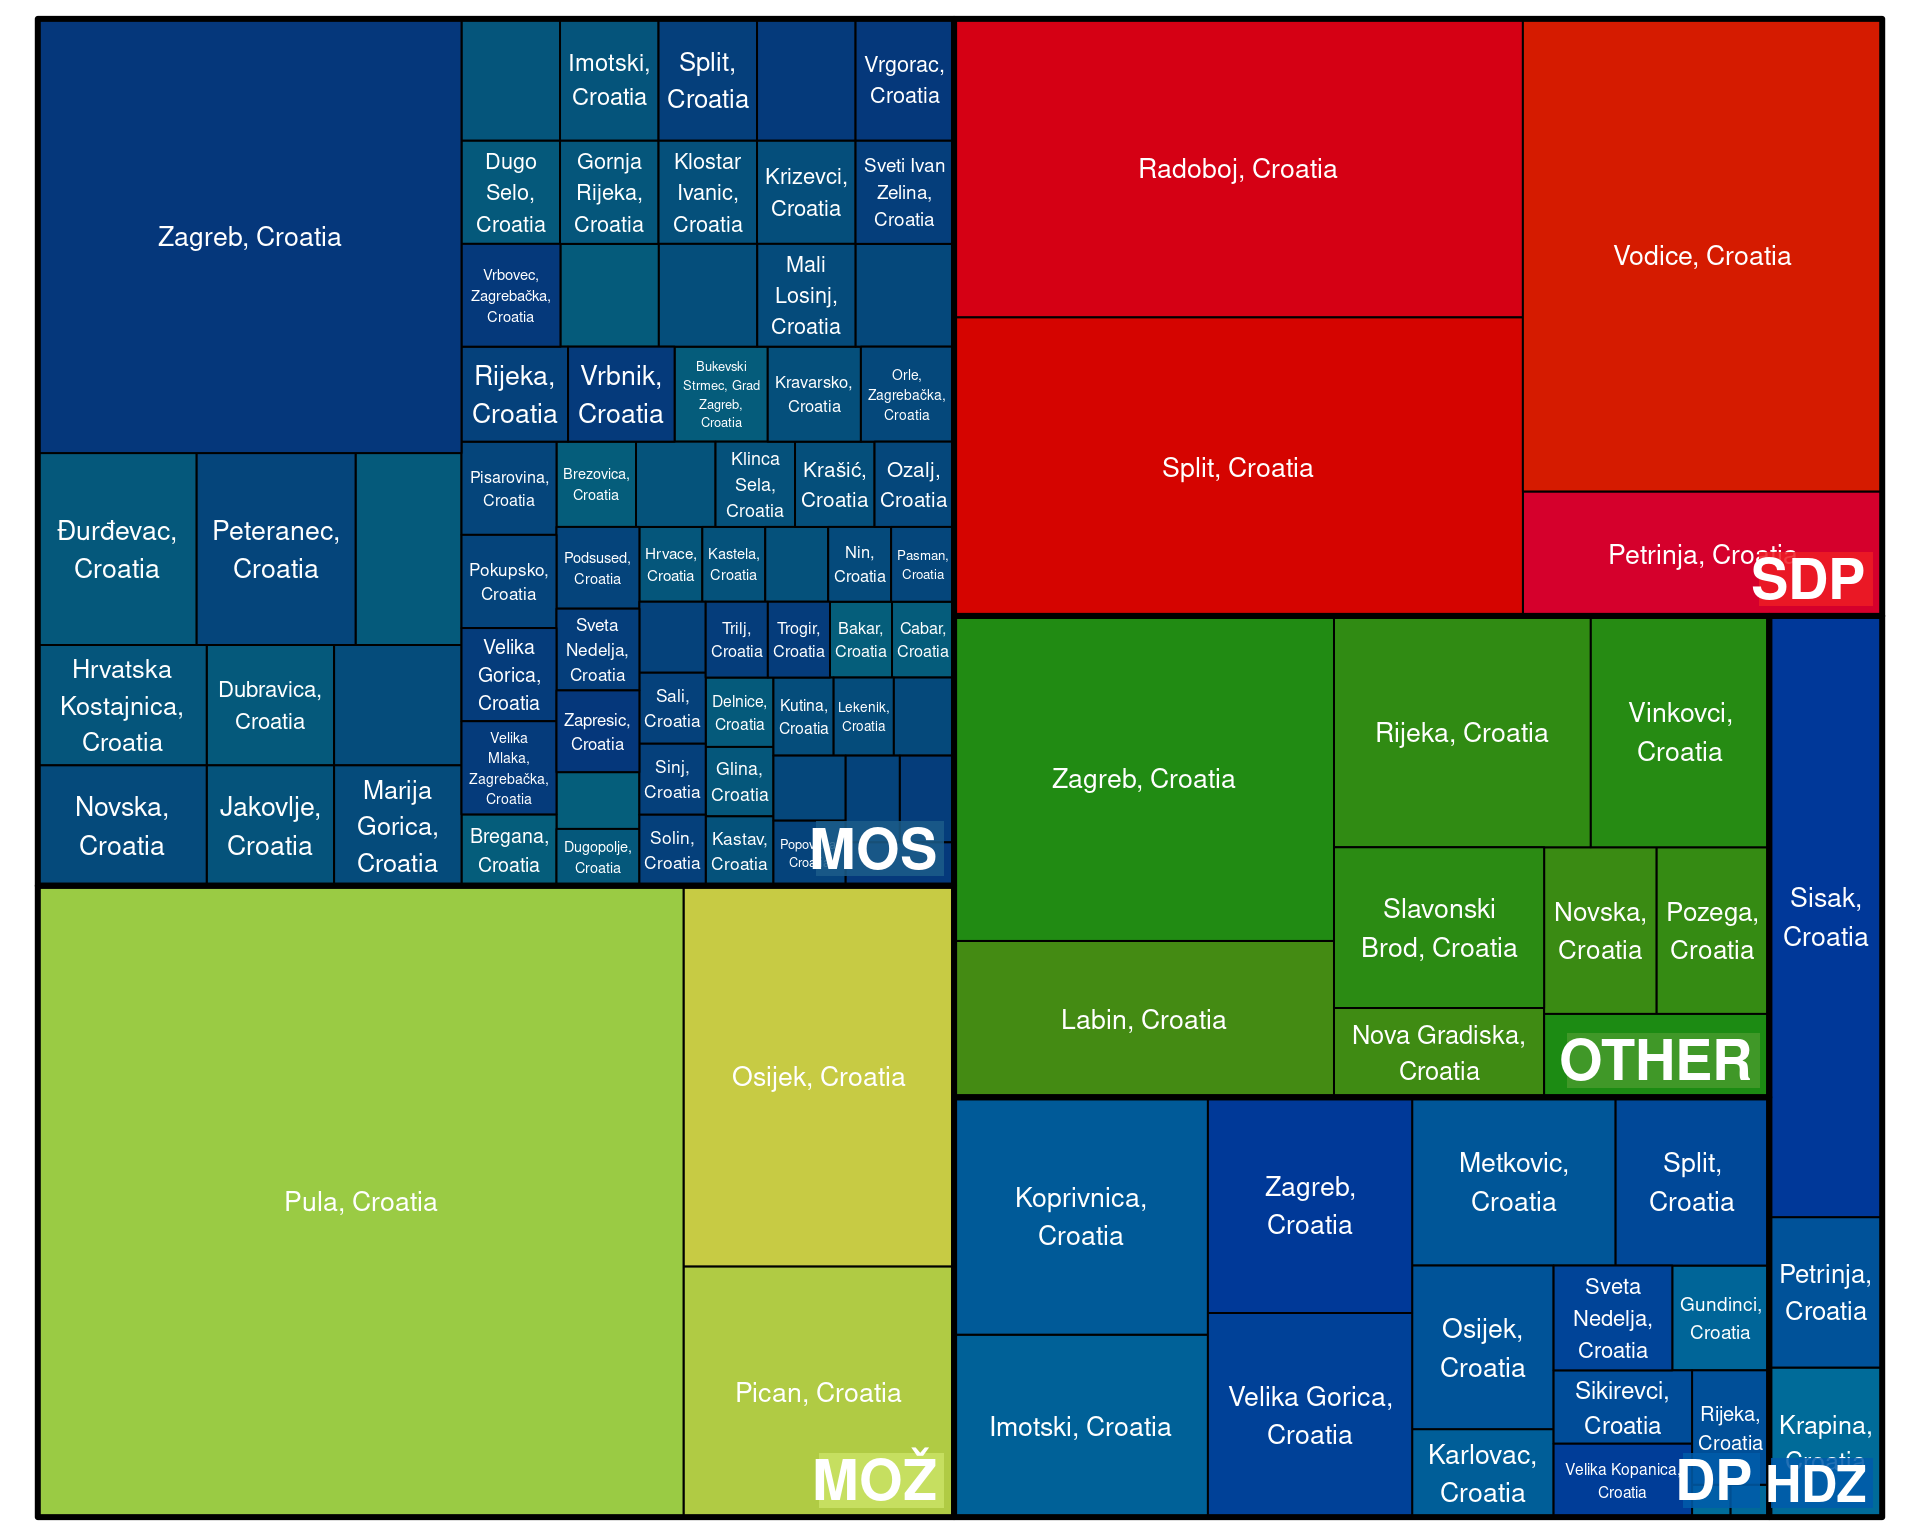 Zagreb, Croatia
Imotski,
Croatia
Split,
Croatia
Vrgorac,
Croatia
Dugo
Selo,
Croatia
Gornja
Rijeka,
Croatia
Klostar
Ivanic,
Croatia
Krizevci,
Croatia
Sveti Ivan
Zelina,
Croatia
Vrbovec,
Zagrebačka,
Croatia
Mali
Losinj,
Croatia
Rijeka,
Croatia
Vrbnik,
Croatia
Bukevski
Strmec, Grad
Zagreb,
Croatia
Kravarsko,
Croatia
Orle,
Zagrebačka,
Croatia
Đurđevac,
Croatia
Peteranec,
Croatia
Hrvatska
Kostajnica,
Croatia
Dubravica,
Croatia
Novska,
Croatia
Jakovlje,
Croatia
Marija
Gorica,
Croatia
Pisarovina,
Croatia
Pokupsko,
Croatia
Velika
Gorica,
Croatia
Velika
Mlaka,
Zagrebačka,
Croatia
Bregana,
Croatia
Brezovica,
Croatia
Klinca
Sela,
Croatia
Krašić,
Croatia
Ozalj,
Croatia
Podsused,
Croatia
Sveta
Nedelja,
Croatia
Zapresic,
Croatia
Dugopolje,
Croatia
Hrvace,
Croatia
Kastela,
Croatia
Nin,
Croatia
Pasman,
Croatia
Sali,
Croatia
Sinj,
Croatia
Solin,
Croatia
Trilj,
Croatia
Trogir,
Croatia
Bakar,
Croatia
Cabar,
Croatia
Delnice,
Croatia
Glina,
Croatia
Kastav,
Croatia
Kutina,
Croatia
Lekenik,
Croatia
MOS
Pula, Croatia
Osijek, Croatia
Pican, Croatia
MOŽ
Radoboj, Croatia
Split, Croatia
Vodice, Croatia
Petrinja, Croatia
SDP
Zagreb, Croatia
Labin, Croatia
Rijeka, Croatia
Vinkovci,
Croatia
Slavonski
Brod, Croatia
Nova Gradiska,
Croatia
Novska,
Croatia
Pozega,
Croatia
OTHER
Koprivnica,
Croatia
Imotski, Croatia
Zagreb,
Croatia
Velika Gorica,
Croatia
Metkovic,
Croatia
Split,
Croatia
Osijek,
Croatia
Karlovac,
Croatia
Sveta
Nedelja,
Croatia
Gundinci,
Croatia
Sikirevci,
Croatia
Velika Kopanica,
Croatia
Rijeka,
Croatia
DP
Sisak,
Croatia
Petrinja,
Croatia
Krapina,
Croatia
HDZ